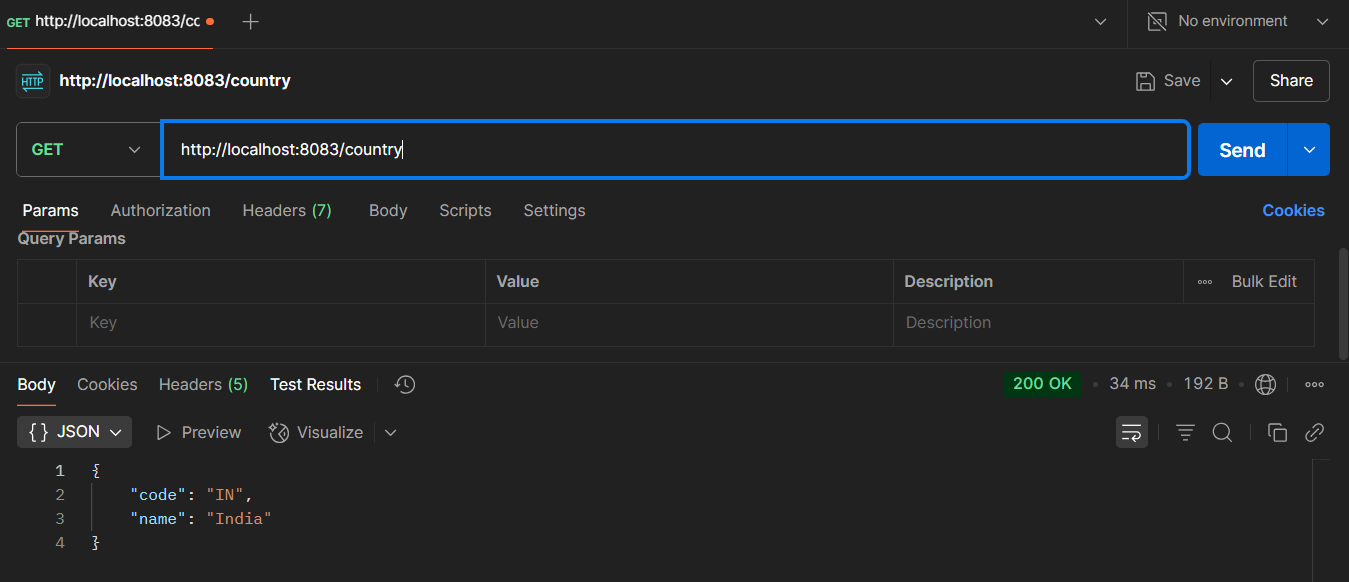 GET http://localhost:8083/cc No environment
HTTP http://localhost:8083/country Save Share
GET http://localhost:8083/country Send
Params Authorization Headers (7) Body Scripts Settings Cookies
Query Params
Key Value Description Bulk Edit
Key Value Description
Body Cookies Headers (5) Test Results 200 OK 34 ms 192 B
{} JSON Preview Visualize
1 {
2 "code": "IN",
3 "name": "India"
4 }